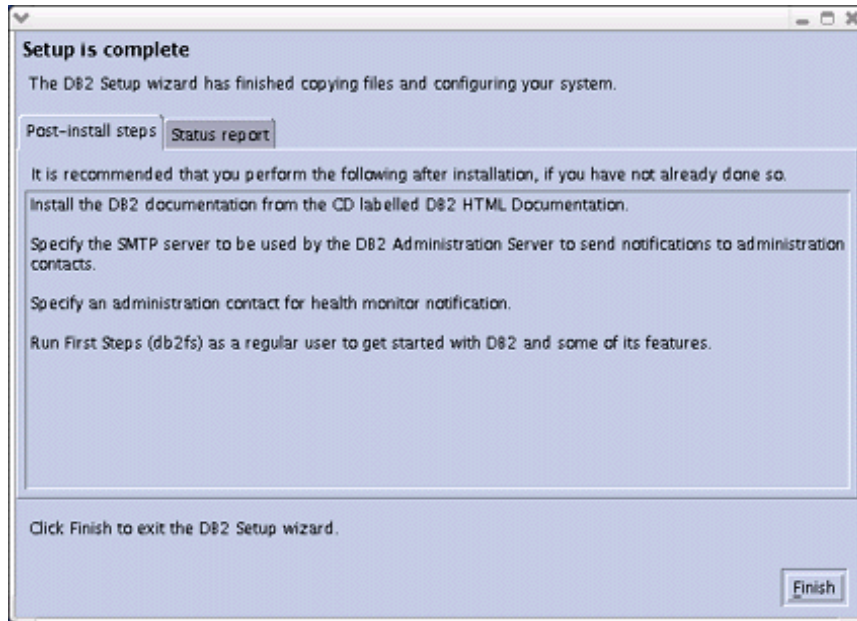 Setup is complete
The DB2 Setup wizard has finished copying files and configuring your system.
Post-install steps
Status report
It is recommended that you perform the following after installation, if you have not already done so.
Install the DB2 documentation from the CD labelled DB2 HTML Documentation.
Specify the SMTP server to be used by the DB2 Administration Server to send notifications to administration
contacts.
Specify an administration contact for health monitor notification.
Run First Steps (db2fs) as a regular user to get started with DB2 and some of its features.
Click Finish to exit the DB2 Setup wizard.
Finish